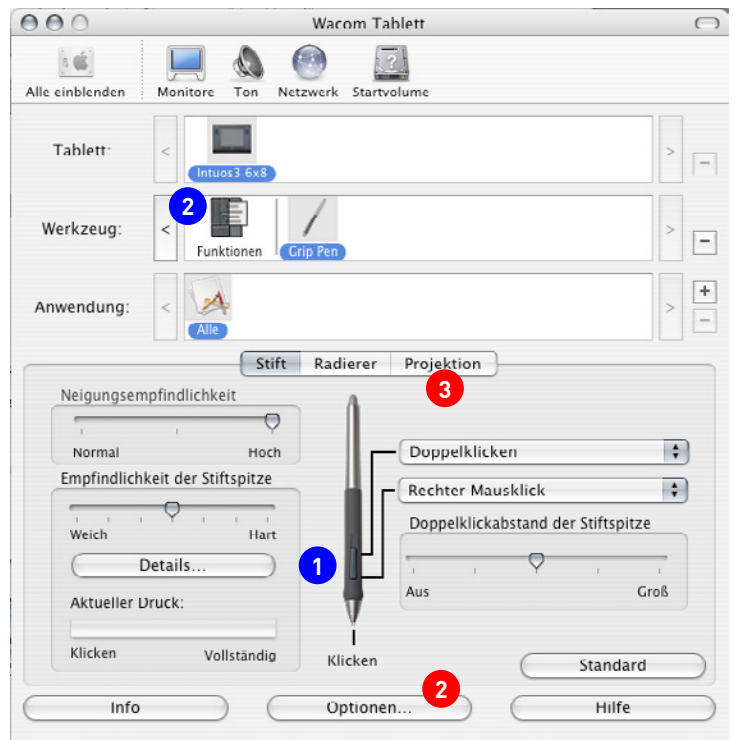 Wacom Tablett
Alle einblenden Monitore Ton Netzwerk Startvolume
Tablett: < >
Intuos3 6x8 −
2
Werkzeug: < > −
Funktionen Grip Pen
Anwendung: < > +
Alle −
Stift Radierer Projektion
3
Neigungsempfindlichkeit
Normal Hoch
Doppelklicken
Empfindlichkeit der Stiftspitze
Rechter Mausklick
Weich Hart
Doppelklickabstand der Stiftspitze
Details...
1
Aus Groß
Aktueller Druck:
Klicken Vollständig
Klicken
Standard
2
Info Optionen... Hilfe